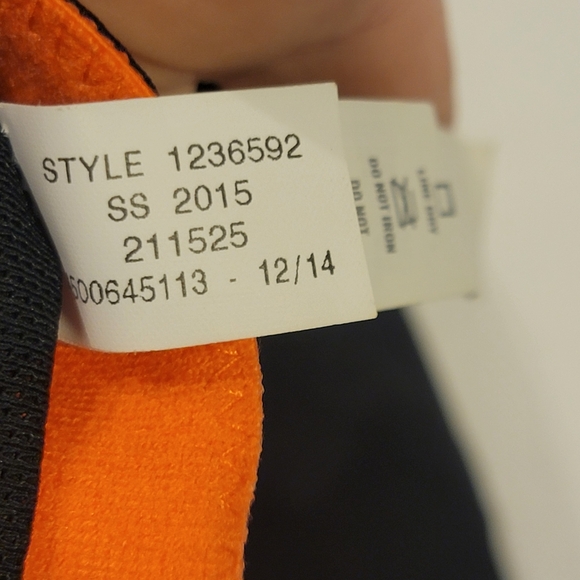 STYLE 1236592
SS 2015
211525
500645113 - 12/14
DO NOT
DO NOT IRON